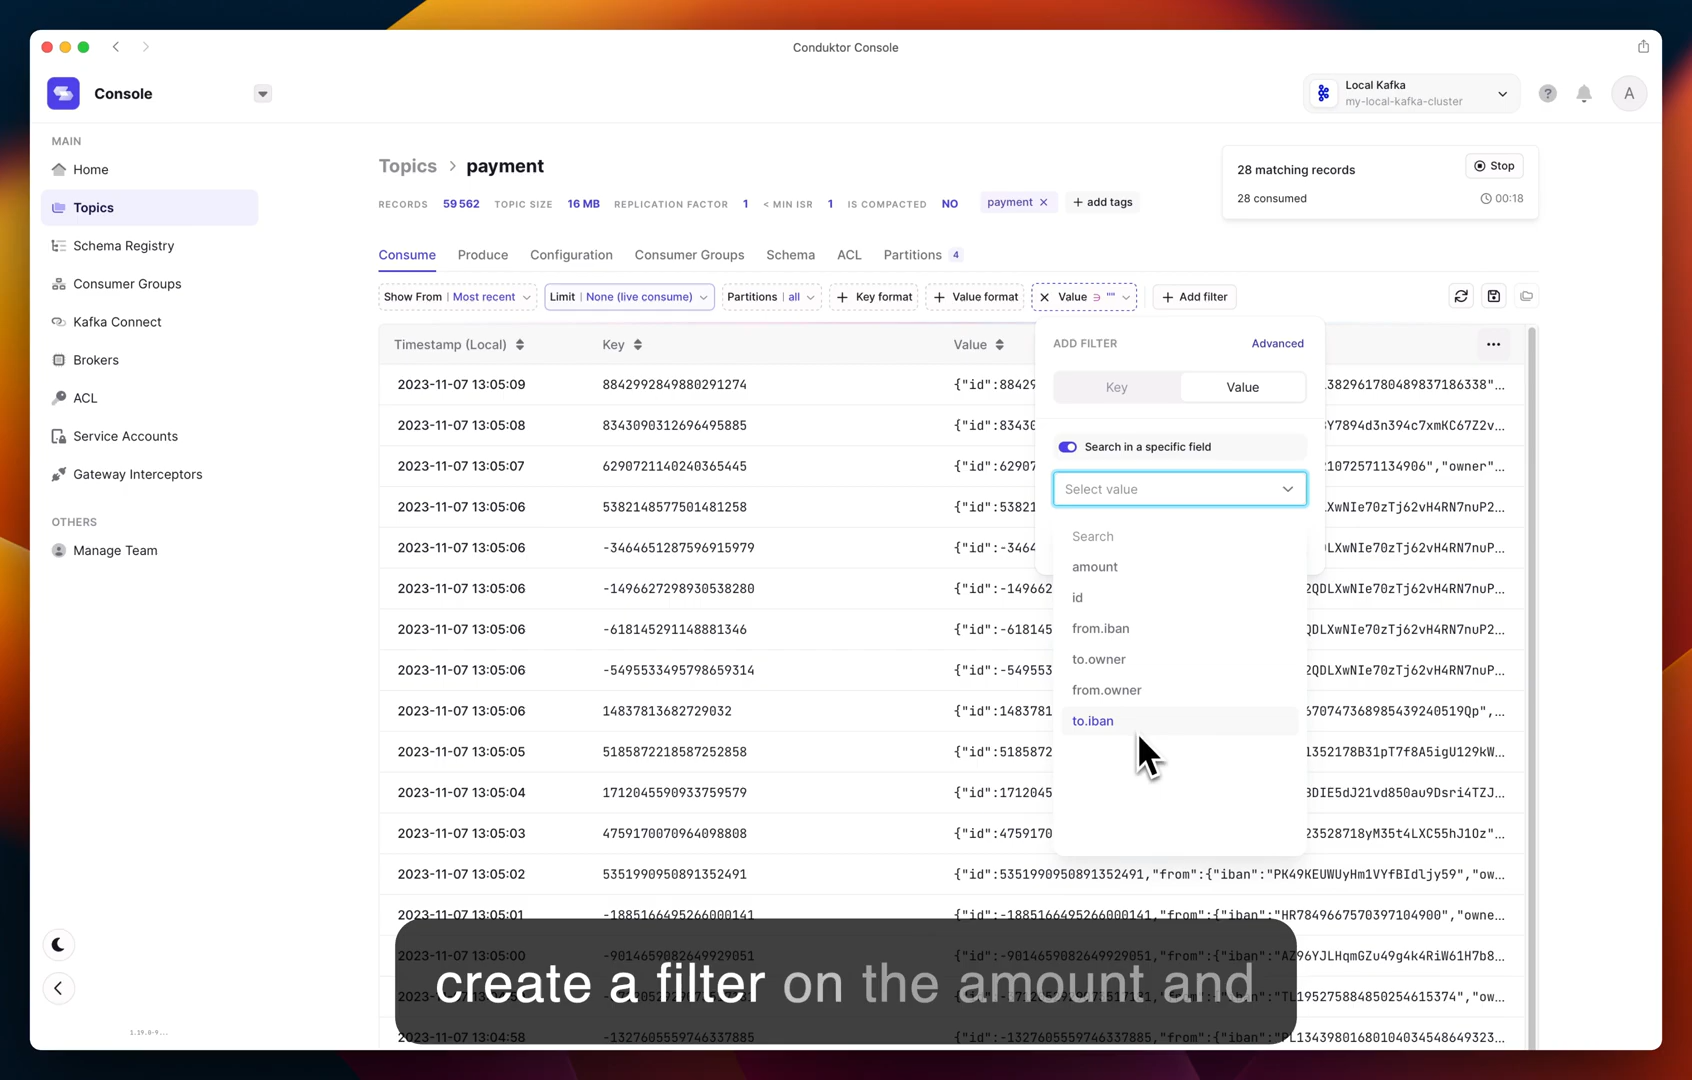 Conduktor Console
Console
Local Kafka
my-local-kafka-cluster
?
A
MAIN
Home
Topics
Schema Registry
Consumer Groups
Kafka Connect
Brokers
ACL
Service Accounts
Gateway Interceptors
OTHERS
Manage Team
1.19.0-9...
Topics > payment
RECORDS 59 562 TOPIC SIZE 16 MB REPLICATION FACTOR 1 < MIN ISR 1 IS COMPACTED NO payment × + add tags
28 matching records Stop
28 consumed 00:18
Consume Produce Configuration Consumer Groups Schema ACL Partitions 4
Show From | Most recent Limit | None (live consume) Partitions | all + Key format + Value format × Value ∋ "" + Add filter
Timestamp (Local) Key Value ...
2023-11-07 13:05:09 8842992849880291274 {"id":88429 38296178048983718­6338"...
2023-11-07 13:05:08 8343090312696495885 {"id":83430 Y7894d3n394c7xmKC67Z2v...
2023-11-07 13:05:07 6290721140240365445 {"id":62907 21072571134906","owner"...
2023-11-07 13:05:06 5382148577501481258 {"id":53821 XwNIe70zTj62vH4RN7nuP2...
2023-11-07 13:05:06 -3464651287596915979 {"id":-3464 LXwNIe70zTj62vH4RN7nuP...
2023-11-07 13:05:06 -1496627298930538280 {"id":-149662 2QDLXwNIe70zTj62vH4RN7nuP...
2023-11-07 13:05:06 -618145291148881346 {"id":-618145 QDLXwNIe70zTj62vH4RN7nuP2...
2023-11-07 13:05:06 -5495533495798659314 {"id":-549553 2QDLXwNIe70zTj62vH4RN7nuP...
2023-11-07 13:05:06 14837813682729032 {"id":1483781 670747368985439240519Qp",...
2023-11-07 13:05:05 5185872218587252858 {"id":5185872 1352178B31pT7f8A5igU129kW...
2023-11-07 13:05:04 1712045590933759579 {"id":1712045 DIE5dJ21vd850au9Dsri4TZJ...
2023-11-07 13:05:03 4759170070964098808 {"id":4759170 23528718yM35t4LXC55hJ1Oz"...
2023-11-07 13:05:02 5351990950891352491 {"id":5351990950891352491,"from":{"iban":"PK49KEUWUyHm1VYfBIdljy59","ow...
2023-11-07 13:05:01 -1885166495266000141 {"id":-1885166495266000141,"from":{"iban":"HR7849667570397104900","owne...
2023-11-07 13:05:00 -9014659082649929051 {"id":-9014659082649929051,"from":{"iban":"AZ96YJLHqmGZu49g4k4RiW61H7b8...
TL195275884850254615374","ow...
2023-11-07 13:04:58 -1327605559746337885 {"id":-1327605559746337885,"from":{"iban":"PL13439801680104034548649323...
ADD FILTER Advanced
Key Value
Search in a specific field
Select value
Search
amount
id
from.iban
to.owner
from.owner
to.iban
create a filter on the amount and